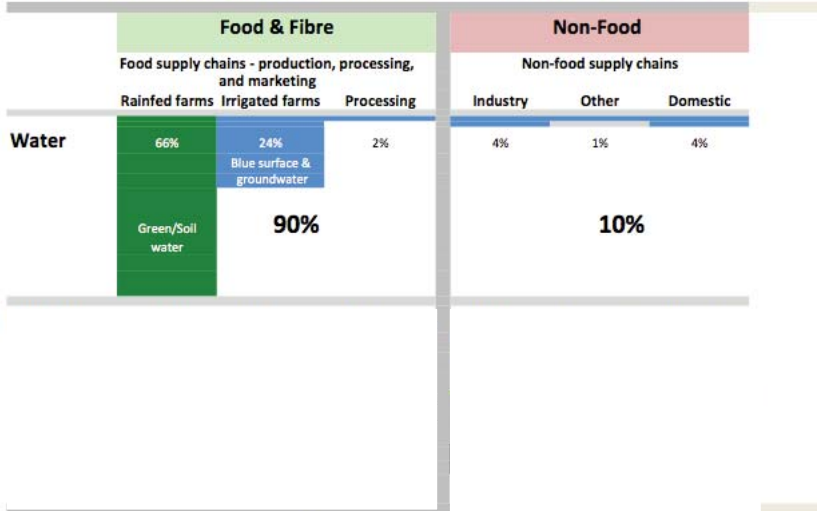 Food & Fibre
Non-Food
Food supply chains - production, processing,
and marketing
Non-food supply chains
Rainfed farms Irrigated farms Processing
Industry Other Domestic
Water
66% 24% 2% 4% 1% 4%
Blue surface &
groundwater
Green/Soil
water
90%
10%